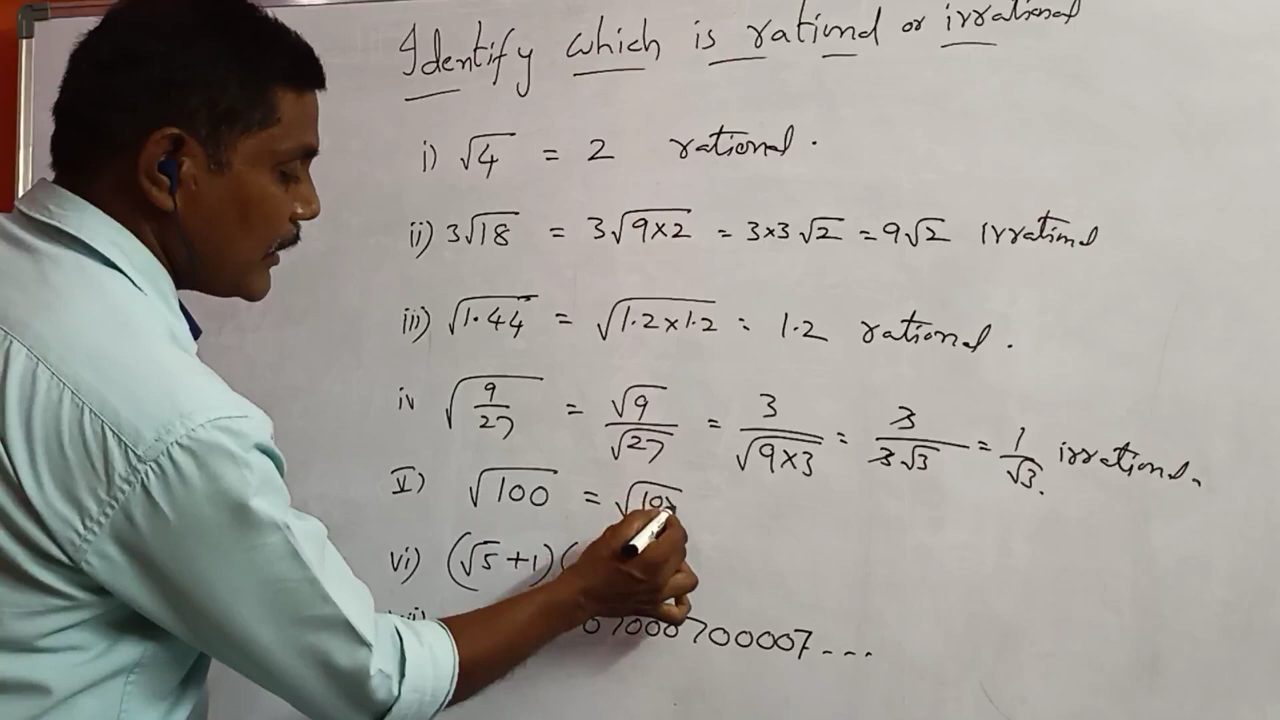 Identify which is rational or irrational
i) √4 = 2 rational.
ii) 3√18 = 3√9×2 = 3×3√2 = 9√2 irrational
iii) √1.44 = √1.2×1.2 = 1.2 rational.
iv √9/27 = √9/√27 = 3/√9×3 = 3/3√3 = 1/√3. irrational.
V) √100 = √10×
vi) (√5+1)(
07000700007...